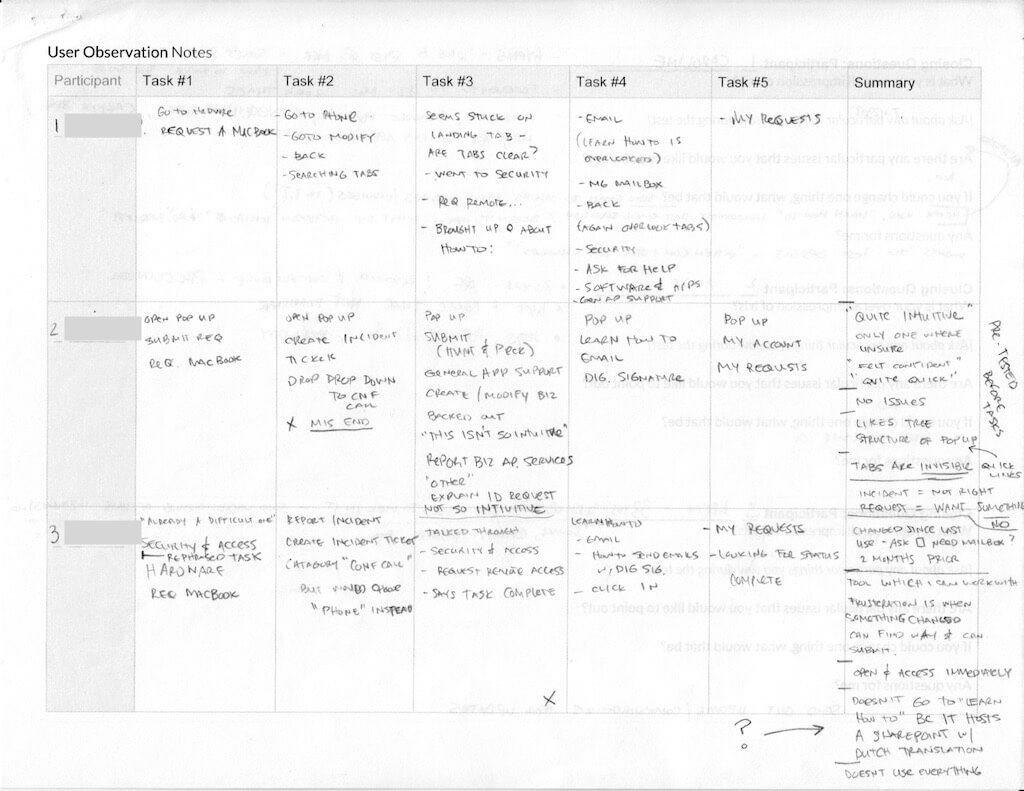 User Observation Notes
Participant
Task #1
Task #2
Task #3
Task #4
Task #5
Summary
1
GO TO HRDWRE
REQUEST A MACBOOK
- GO TO PHONE
- GOTO MODIFY
- BACK
- SEARCHING TABS
SEEMS STUCK ON
LANDING TAB -
ARE TABS CLEAR?
- WENT TO SECURITY
- REQ REMOTE...
- BROUGHT UP Q ABOUT
HOW TO:
- EMAIL
(LEARN HOW TO IS
OVERLOOKED)
- MG MAILBOX
- BACK
(AGAIN OVERLOOK TABS)
- SECURITY
- ASK FOR HELP
- SOFTWARE & APPS
- GEN AP SUPPORT
- MY REQUESTS
2
OPEN POP UP
SUBMIT REQ
REQ. MACBOOK
OPEN POP UP
CREATE INCIDENT
TICKET
DROP DROP DOWN
TO CNF
CALL
X MIS END
POP UP
SUBMIT
(HUNT & PECK)
GENERAL APP SUPPORT
CREATE / MODIFY BIZ
BACKED OUT
"THIS ISN'T SO INTUITIVE"
REPORT BIZ AP. SERVICES
"OTHER"
EXPLAIN ID REQUEST
NOT SO INTIUTIVE
POP UP
LEARN HOW TO
EMAIL
DIG. SIGNATURE
POP UP
MY ACCOUNT
MY REQUSTS
"QUITE INTUITIVE"
ONLY ONE WHERE
UNSURE
"FELT CONFIDENT"
"QUITE QUICK"
NO ISSUES
LIKES TREE
STRUCTURE OF POP UP
TABS ARE INVISIBLE
QUICK
LINKS
INCIDENT = NOT RIGHT
REQUEST = WANT SOMETHING
NO
PRE-TESTED
BEFORE
TASKS
3
"ALREADY A DIFFICULT ONE"
SECURITY & ACCESS
REPHRASED TASK
HARDWARE
REQ MACBOOK
REPORT INCIDENT
CREATE INCIDENT TICKET
CATAGORY "CONF CALL"
BUT WOULD CHOOSE
"PHONE" INSTEAD
TALKED THROUGH
- SECURITY & ACCESS
- REQUEST REMOTE ACCESS
- SAYS TASK COMPLETE
X
LEARN HOW TO
- EMAIL
- HOW TO SEND EMAILS
W/ DIG SIG.
- CLICK IN
- MY REQUESTS
- LOOKING FOR STATUS
COMPLETE
CHANGED SINCE LAST
USE - ASK NEED MAILBOX?
2 MONTHS PRIOR
TOOL WHICH I CAN WORK WITH
FRUSTERATION IS WHEN
SOMETHING CHANGED
CAN FIND WAY & CAN
SUBMIT.
OPEN & ACCESS IMMEDIATELY
DOESN'T GO TO "LEARN
HOW TO" BC IT HOSTS
A SHAREPOINT W/
DUTCH TRANSLATION
?
DOESNT USE EVERYTHING